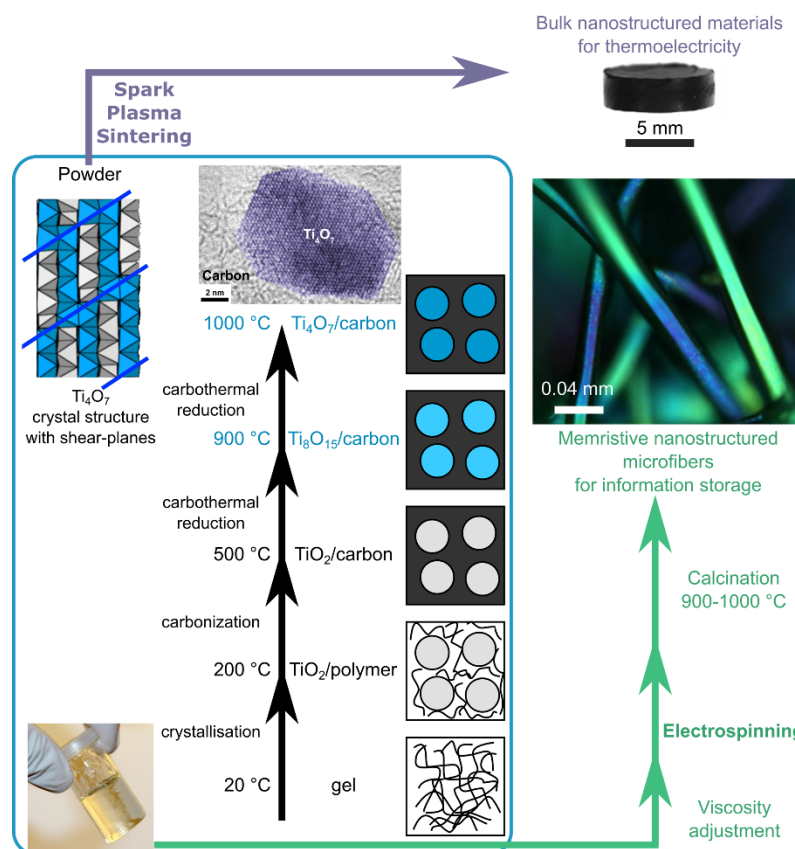 Bulk nanostructured materials
for thermoelectricity
5 mm
Spark
Plasma
Sintering
Powder
Ti₄O₇
crystal structure
with shear-planes
Ti₄O₇
Carbon
2 nm
1000 °C Ti₄O₇/carbon
carbothermal
reduction
900 °C Ti₈O₁₅/carbon
carbothermal
reduction
500 °C TiO₂/carbon
carbonization
200 °C TiO₂/polymer
crystallisation
20 °C gel
0.04 mm
Memristive nanostructured
microfibers
for information storage
Calcination
900-1000 °C
Electrospinning
Viscosity
adjustment